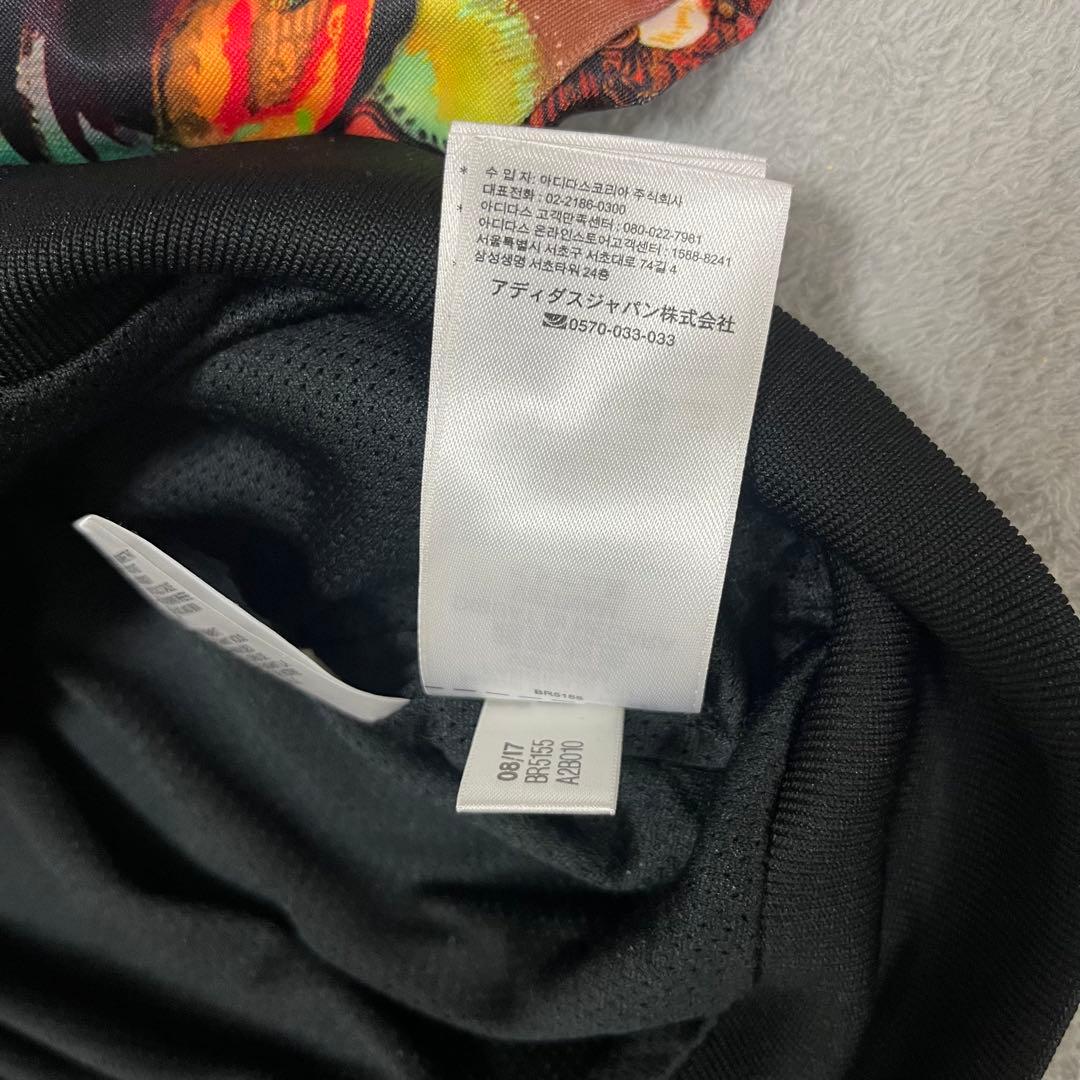 * 수 입 자: 아디다스코리아 주식회사
대표전화 : 02-2186-0300
* 아디다스 고객만족센터 : 080-022-7981
아디다스 온라인스토어고객센터 : 1588-8241
서울특별시 서초구 서초대로 74길 4
삼성생명 서초타워 24층
アディダスジャパン株式会社
0570-033-033
BR5155
08/17
BR5155
A2B010